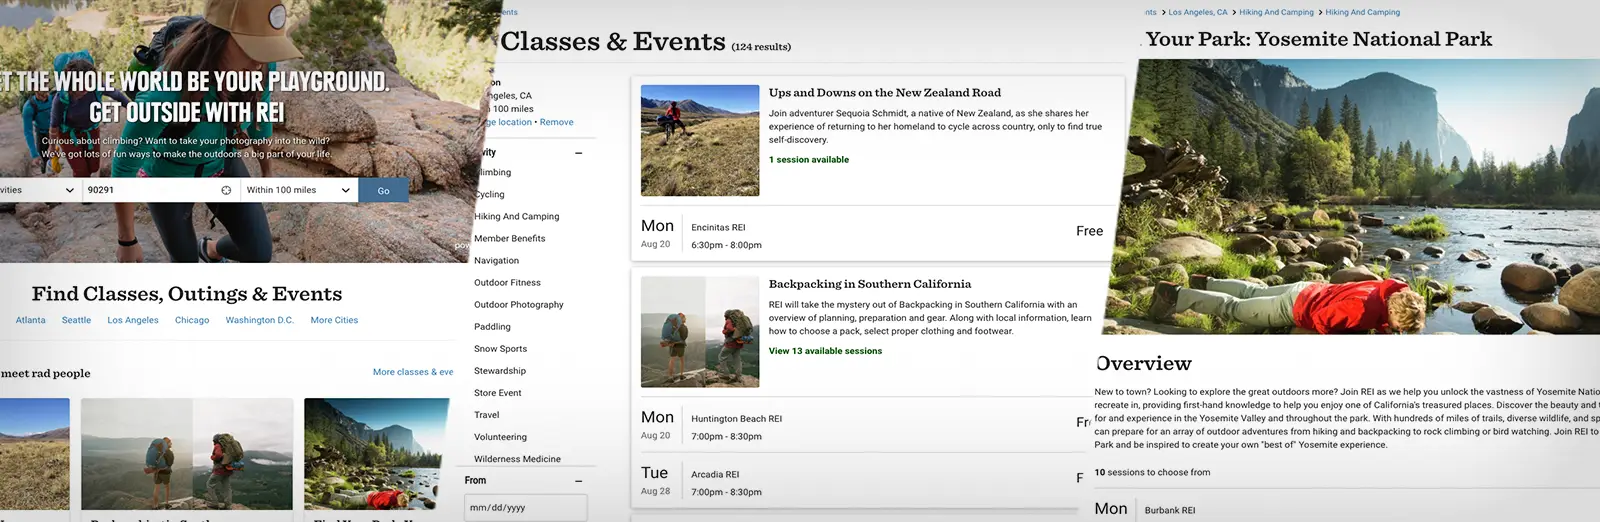 ET THE WHOLE WORLD BE YOUR PLAYGROUND.
GET OUTSIDE WITH REI
Curious about climbing? Want to take your photography into the wild?
We've got lots of fun ways to make the outdoors a big part of your life.
vities
90291
Within 100 miles
Go
pow
Find Classes, Outings & Events
Atlanta Seattle Los Angeles Chicago Washington D.C. More Cities
meet rad people
More classes & eve
ents
Classes & Events (124 results)
on
ngeles, CA
100 miles
ge location • Remove
vity
limbing
Cycling
Hiking And Camping
Member Benefits
Navigation
Outdoor Fitness
Outdoor Photography
Paddling
Snow Sports
Stewardship
Store Event
Travel
Volunteering
Wilderness Medicine
From
mm/dd/yyyy
Ups and Downs on the New Zealand Road
Join adventurer Sequoia Schmidt, a native of New Zealand, as she shares her
experience of returning to her homeland to cycle across country, only to find true
self-discovery.
1 session available
Mon
Aug 20
Encinitas REI
6:30pm - 8:00pm
Free
Backpacking in Southern California
REI will take the mystery out of Backpacking in Southern California with an
overview of planning, preparation and gear. Along with local information, learn
how to choose a pack, select proper clothing and footwear.
View 13 available sessions
Mon
Aug 20
Huntington Beach REI
7:00pm - 8:30pm
Fr
Tue
Aug 28
Arcadia REI
7:00pm - 8:30pm
F
nts > Los Angeles, CA > Hiking And Camping > Hiking And Camping
Your Park: Yosemite National Park
Overview
New to town? Looking to explore the great outdoors more? Join REI as we help you unlock the vastness of Yosemite Natio
recreate in, providing first-hand knowledge to help you enjoy one of California's treasured places. Discover the beauty and
for and experience in the Yosemite Valley and throughout the park. With hundreds of miles of trails, diverse wildlife, and sp
can prepare for an array of outdoor adventures from hiking and backpacking to rock climbing or bird watching. Join REI to
Park and be inspired to create your own "best of" Yosemite experience.
10 sessions to choose from
Mon
Burbank REI